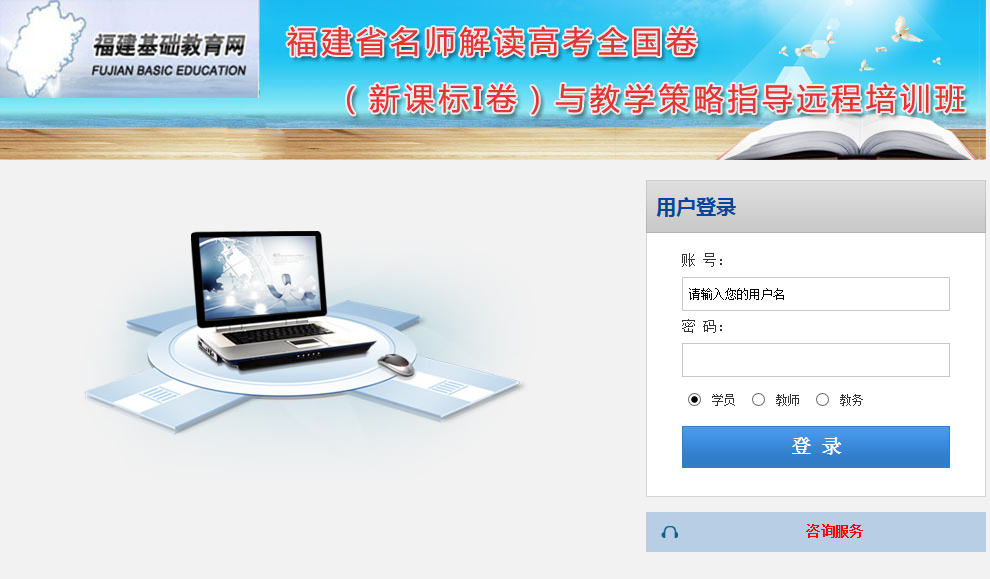 福建基础教育网
FUJIAN BASIC EDUCATION
福建省名师解读高考全国卷
（新课标I卷）与教学策略指导远程培训班
用户登录
账 号：
请输入您的用户名
密 码：
学员 教师 教务
登 录
咨询服务